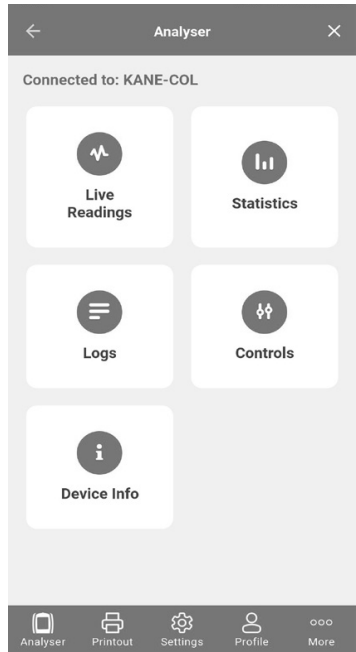 Analyser
Connected to: KANE-COL
Live
Readings
Statistics
Logs
Controls
Device Info
Analyser
Printout
Settings
Profile
More